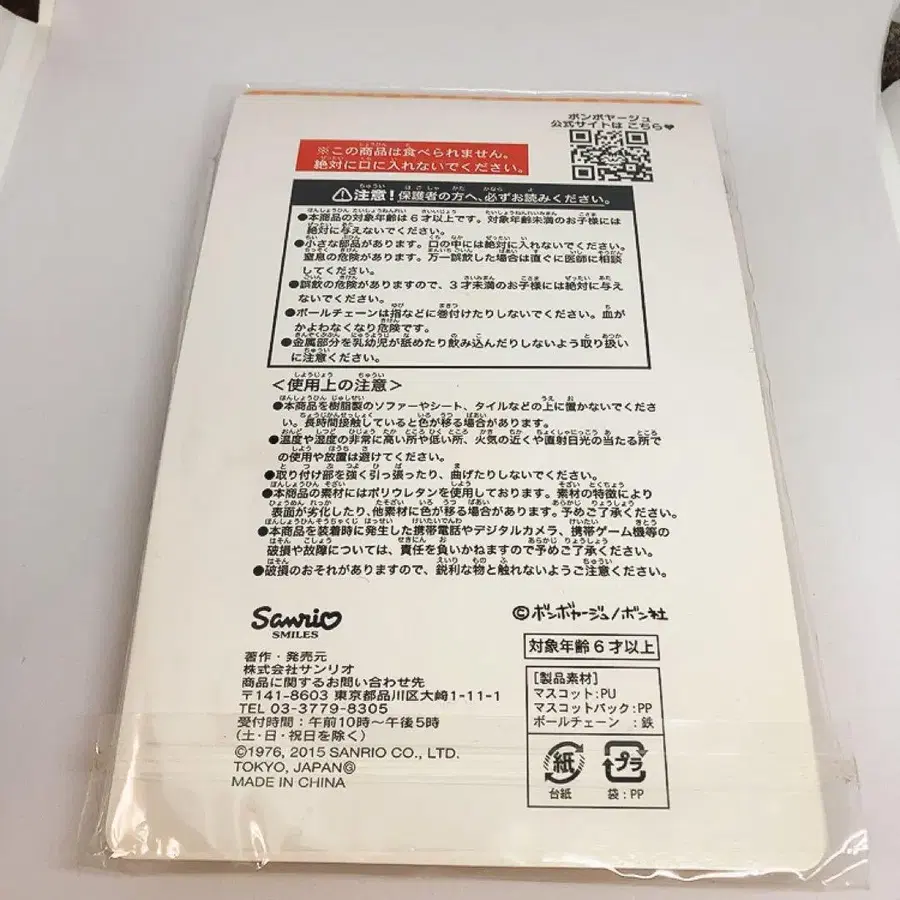 ボンボヤージュ
公式サイトは こちら♥
※この商品は食べられません。
絶対に口に入れないでください。
注意!保護者の方へ、必ずお読みください。
●本商品の対象年齢は6才以上です。対象年齢未満のお子様には
絶対に与えないでください。
●小さな部品があります。口の中には絶対に入れないでください。
窒息の危険があります。万一誤飲した場合は直ぐに医師に相談
してください。
●誤飲の危険がありますので、3才未満のお子様には絶対に与え
ないでください。
●ボールチェーンは指などに巻付けたりしないでください。血が
かよわなくなり危険です。
●金属部分を乳幼児が舐めたり飲み込んだりしないよう取り扱い
に注意ください。
<使用上の注意>
●本商品を樹脂製のソファーやシート、タイルなどの上に置かないでくださ
い。長時間接触していると色が移る場合があります。
●温度や湿度の非常に高い所や低い所、火気の近くや直射日光の当たる所で
の使用や放置は避けてください。
●取り付け部を強く引っ張ったり、曲げたりしないでください。
●本商品の素材にはポリウレタンを使用しております。素材の特徴により
表面が劣化したり、他素材に色が移る場合があります。予めご了承ください。
●本商品を装着時に発生した携帯電話やデジタルカメラ、携帯ゲーム機等の
破損や故障については、責任を負いかねますので予めご了承ください。
●破損のおそれがありますので、鋭利な物と触れないようご注意ください。
Sanrio
SMILES
著作・発売元
株式会社サンリオ
商品に関するお問い合わせ先
〒141-8603 東京都品川区大崎1-11-1
TEL 03-3779-8305
受付時間：午前10時〜午後5時
(土・日・祝日を除く)
©1976, 2015 SANRIO CO., LTD.
TOKYO, JAPAN Ⓖ
MADE IN CHINA
©ボンボヤージュ/ボン社
対象年齢6才以上
[製品素材]
マスコット:PU
マスコットパック:PP
ボールチェーン:鉄
紙
台紙
プラ
袋:PP